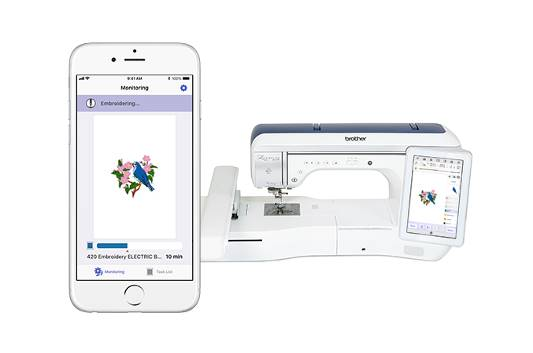 9:41 AM
100%
Monitoring
Embroidering...
420 Embroidery ELECTRIC B... 10 min
Monitoring
Task List
brother